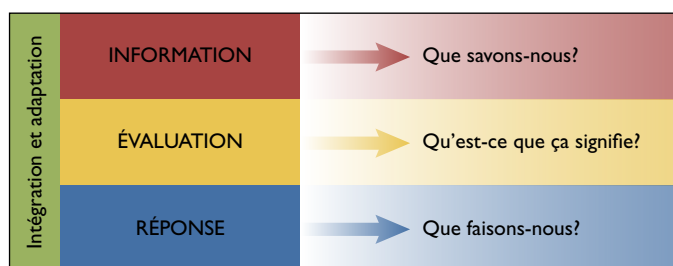 Intégration et adaptation
INFORMATION
Que savons-nous?
ÉVALUATION
Qu'est-ce que ça signifie?
RÉPONSE
Que faisons-nous?